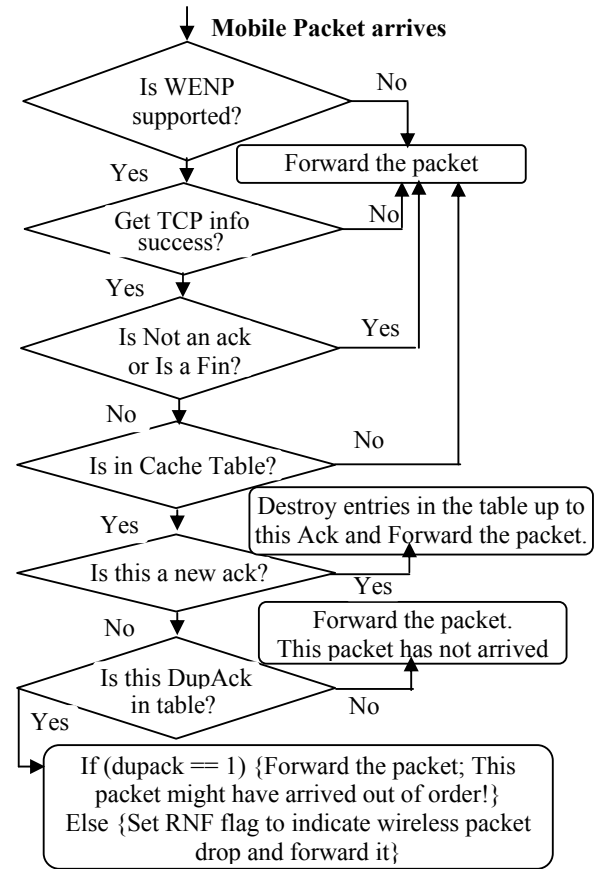 Mobile Packet arrives
Is WENP
supported?
No
Forward the packet
Yes
Get TCP info
success?
No
Yes
Is Not an ack
or Is a Fin?
Yes
No
Is in Cache Table?
No
Yes
Destroy entries in the table up to
this Ack and Forward the packet.
Is this a new ack?
Yes
No
Forward the packet.
This packet has not arrived
Is this DupAck
in table?
No
Yes
If (dupack == 1) {Forward the packet; This
packet might have arrived out of order!}
Else {Set RNF flag to indicate wireless packet
drop and forward it}